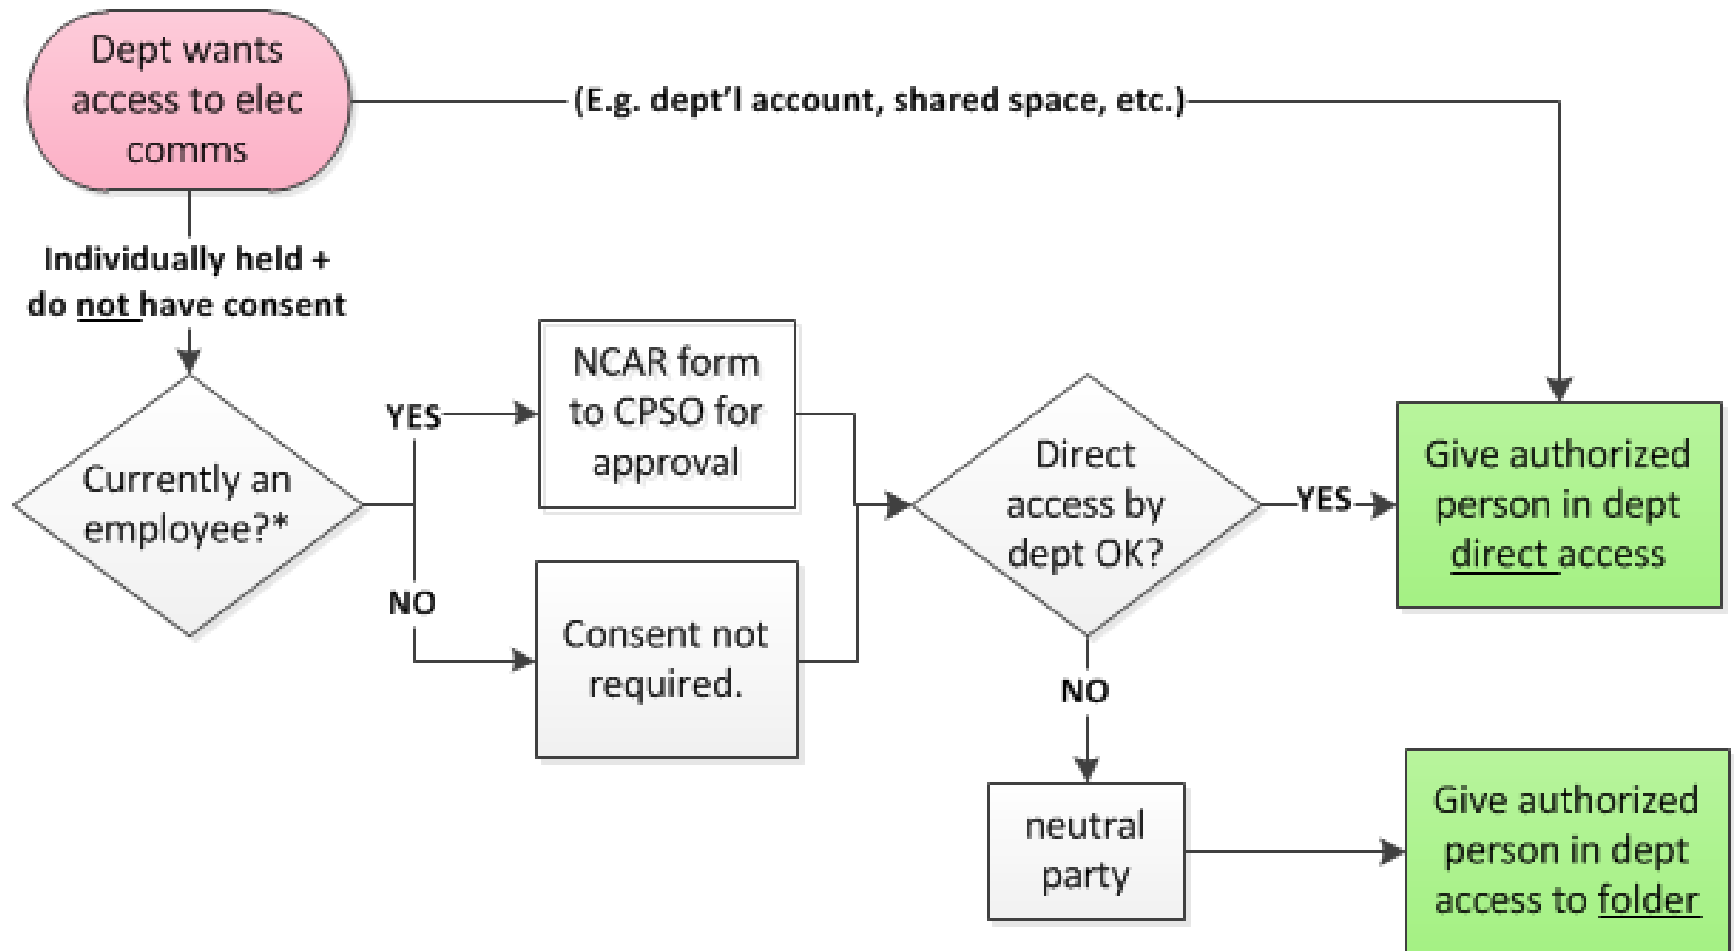 Dept wants
access to elec
comms
(E.g. dept'l account, shared space, etc.)
Individually held +
do not have consent
Currently an
employee?*
YES
NO
NCAR form
to CPSO for
approval
Consent not
required.
Direct
access by
dept OK?
YES
NO
Give authorized
person in dept
direct access
neutral
party
Give authorized
person in dept
access to folder